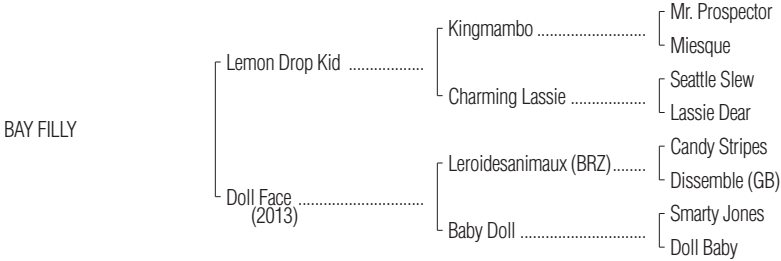 Mr. Prospector
Kingmambo ..........................
Miesque
Lemon Drop Kid ..................
Seattle Slew
Charming Lassie ..................
Lassie Dear
BAY FILLY
Candy Stripes
Leroidesanimaux (BRZ)........
Dissemble (GB)
Doll Face ..............................
(2013)
Smarty Jones
Baby Doll ..............................
Doll Baby